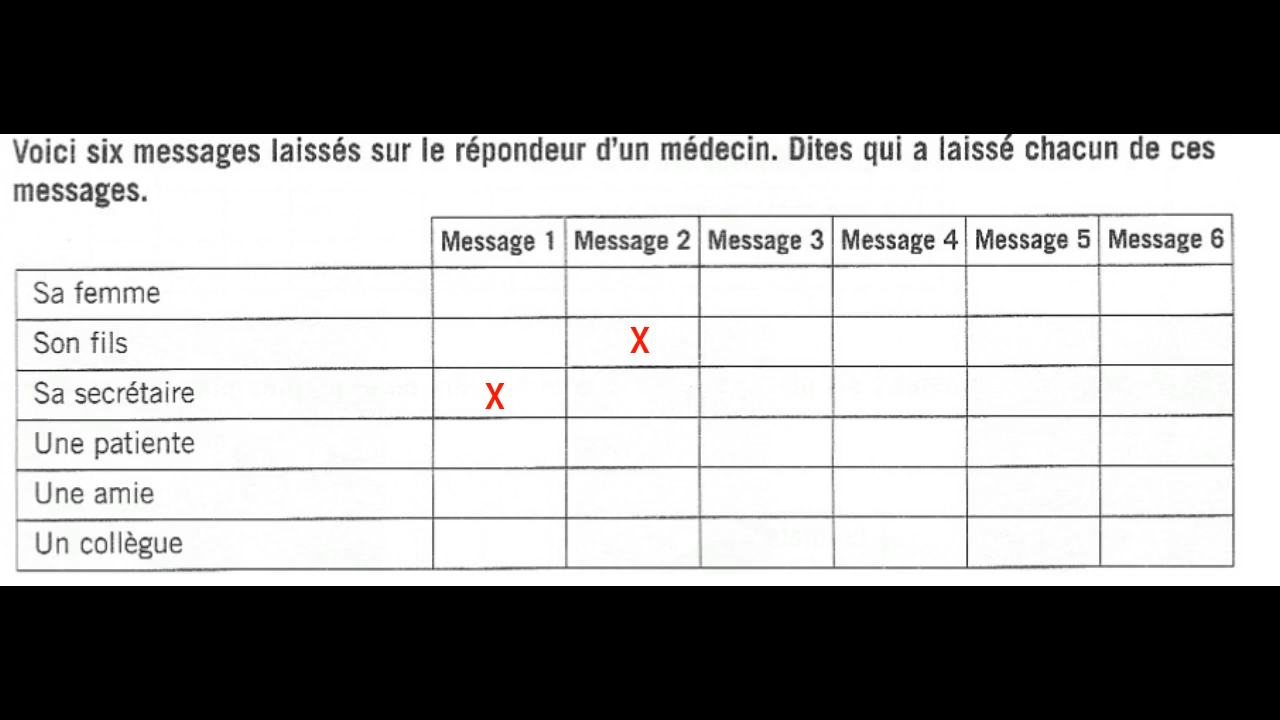 Voici six messages laissés sur le répondeur d'un médecin. Dites qui a laissé chacun de ces
messages.
Message 1 Message 2 Message 3 Message 4 Message 5 Message 6
Sa femme
Son fils X
Sa secrétaire X
Une patiente
Une amie
Un collègue